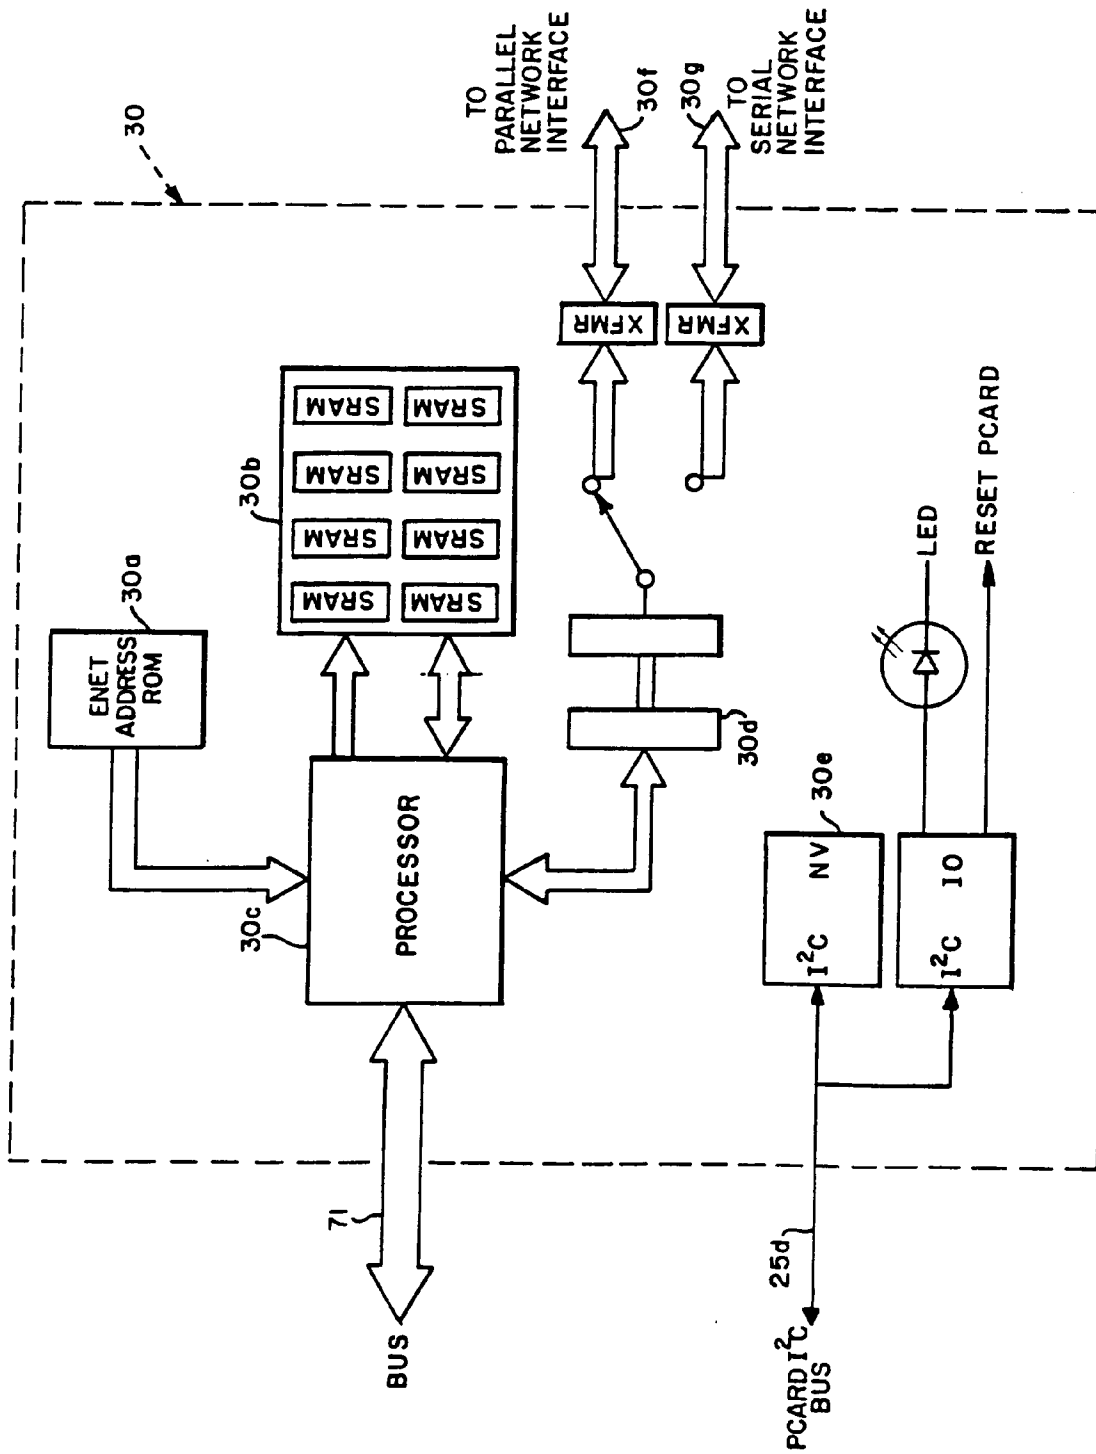 30
TO
PARALLEL
NETWORK
INTERFACE
30f
30g
TO
SERIAL
NETWORK
INTERFACE
XFMR
XFMR
30a
ENET
ADDRESS
ROM
30b
SRAM
SRAM
SRAM
SRAM
SRAM
SRAM
SRAM
SRAM
30c
PROCESSOR
30d
71
BUS
LED
RESET PCARD
30e
I²C NV
I²C IO
25d
PCARD I²C
BUS